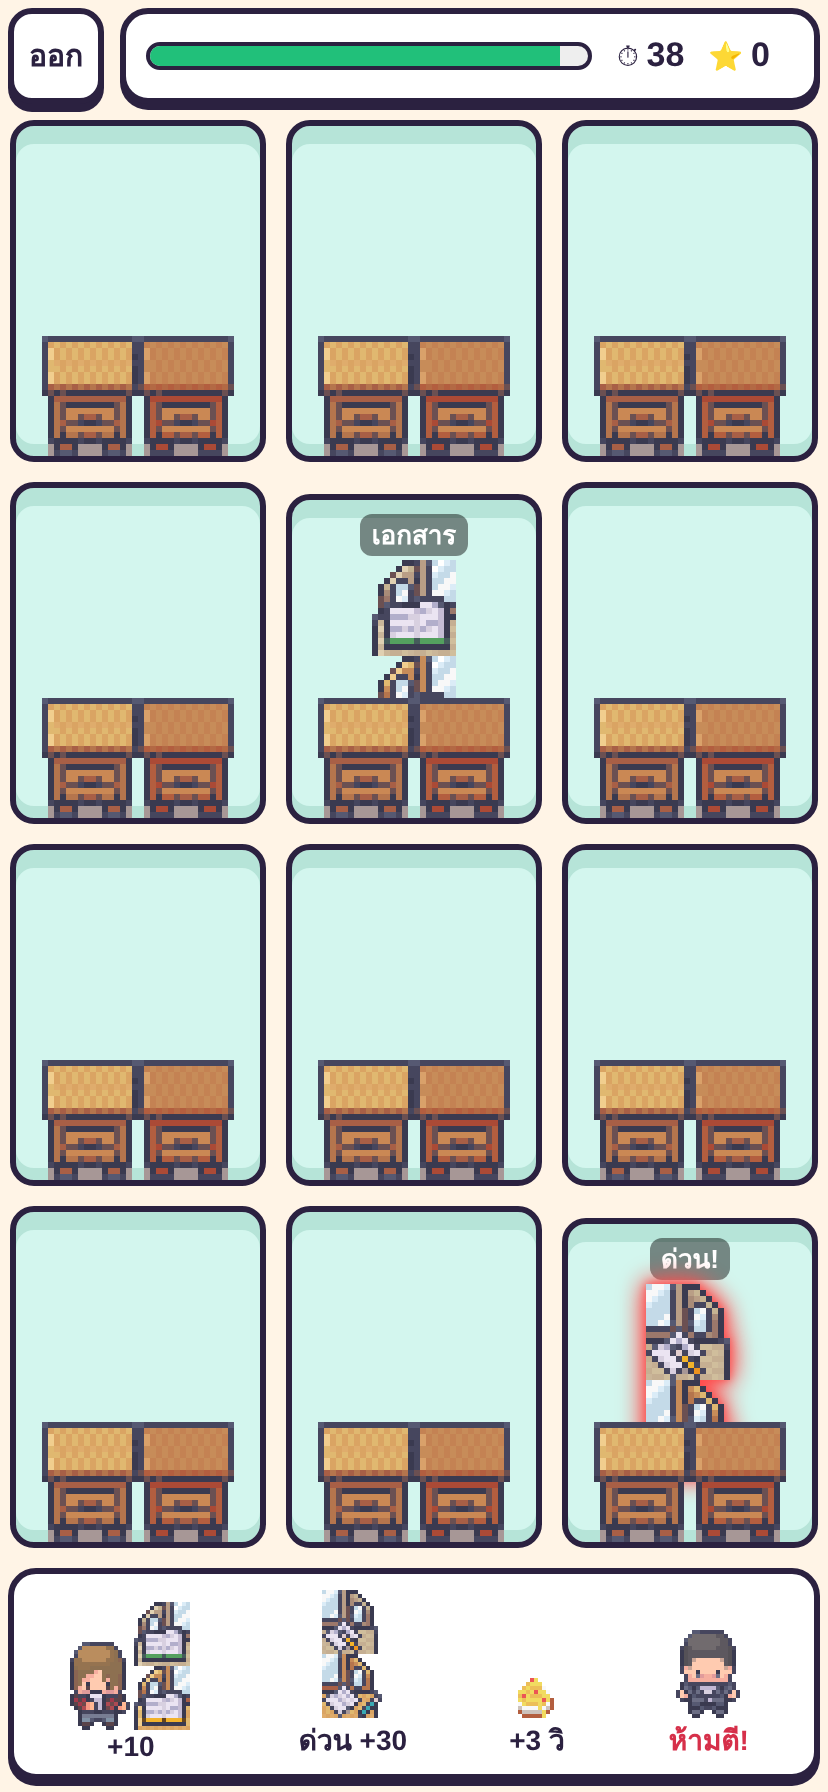 ออก
⏱ 38 ⭐ 0
เอกสาร
ด่วน!
+10
ด่วน +30
+3 วิ
ห้ามตี!